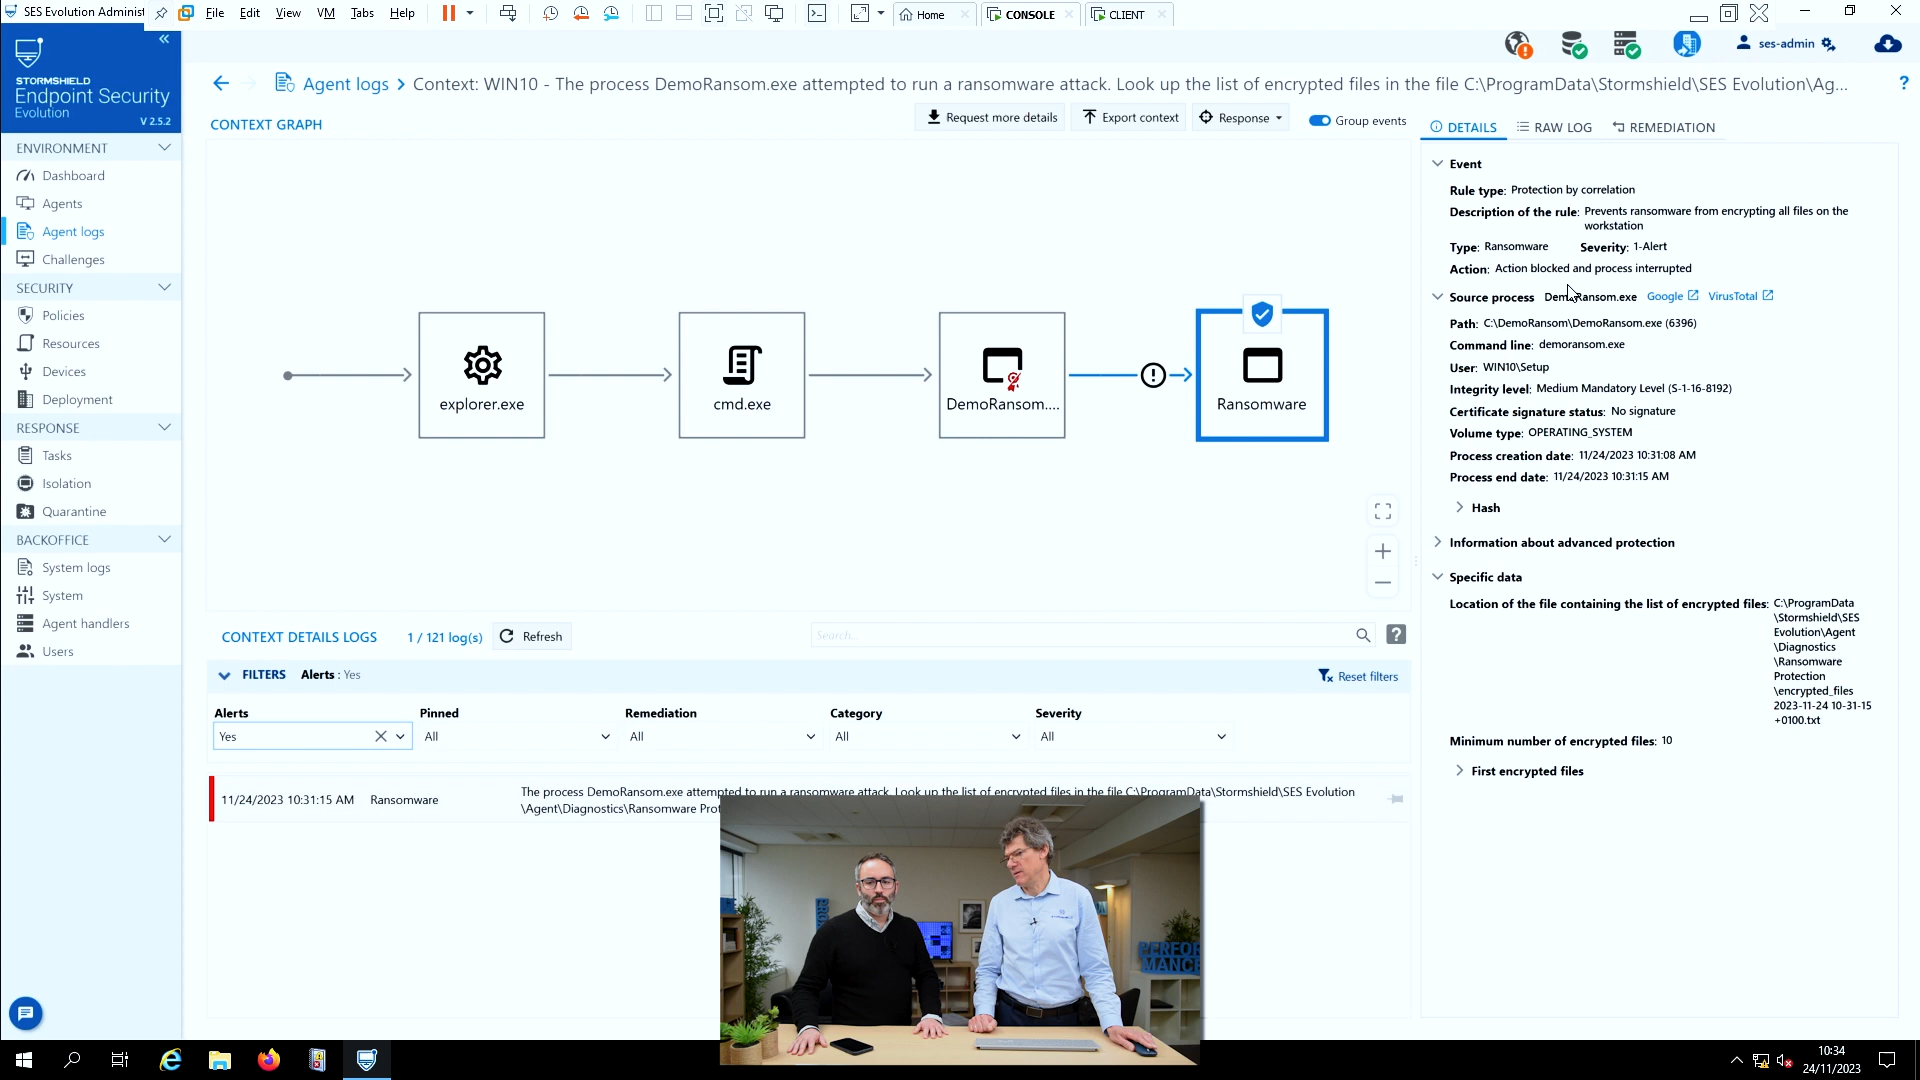 SES Evolution Administ
File
Edit
View
VM
Tabs
Help
Home
CONSOLE
CLIENT
ses-admin
STORMSHIELD
Endpoint Security
Evolution
V 2.5.2
ENVIRONMENT
Dashboard
Agents
Agent logs
Challenges
SECURITY
Policies
Resources
Devices
Deployment
RESPONSE
Tasks
Isolation
Quarantine
BACKOFFICE
System logs
System
Agent handlers
Users
Agent logs > Context: WIN10 - The process DemoRansom.exe attempted to run a ransomware attack. Look up the list of encrypted files in the file C:\ProgramData\Stormshield\SES Evolution\Ag...
?
CONTEXT GRAPH
Request more details
Export context
Response
Group events
explorer.exe
cmd.exe
DemoRansom....
Ransomware
CONTEXT DETAILS LOGS
1 / 121 log(s)
Refresh
Search...
?
FILTERS Alerts : Yes
Reset filters
Alerts
Pinned
Remediation
Category
Severity
Yes
All
All
All
All
11/24/2023 10:31:15 AM
Ransomware
The process DemoRansom.exe attempted to run a ransomware attack. Look up the list of encrypted files in the file C:\ProgramData\Stormshield\SES Evolution
\Agent\Diagnostics\Ransomware Pro
DETAILS
RAW LOG
REMEDIATION
Event
Rule type: Protection by correlation
Description of the rule: Prevents ransomware from encrypting all files on the
workstation
Type: Ransomware Severity: 1-Alert
Action: Action blocked and process interrupted
Source process DemoRansom.exe Google VirusTotal
Path: C:\DemoRansom\DemoRansom.exe (6396)
Command line: demoransom.exe
User: WIN10\Setup
Integrity level: Medium Mandatory Level (S-1-16-8192)
Certificate signature status: No signature
Volume type: OPERATING_SYSTEM
Process creation date: 11/24/2023 10:31:08 AM
Process end date: 11/24/2023 10:31:15 AM
Hash
Information about advanced protection
Specific data
Location of the file containing the list of encrypted files: C:\ProgramData
\Stormshield\SES
Evolution\Agent
\Diagnostics
\Ransomware
Protection
\encrypted_files
2023-11-24 10-31-15
+0100.txt
Minimum number of encrypted files: 10
First encrypted files
PERFOR
MANCE
10:34
24/11/2023